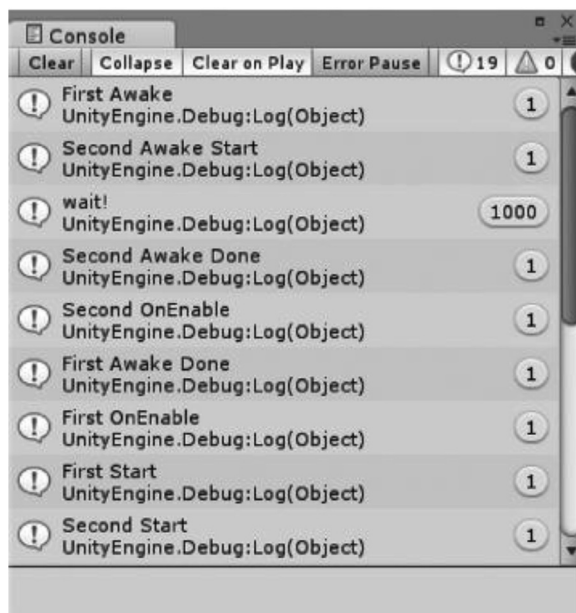 Console
Clear Collapse Clear on Play Error Pause 19 0
First Awake
UnityEngine.Debug:Log(Object) 1
Second Awake Start
UnityEngine.Debug:Log(Object) 1
wait!
UnityEngine.Debug:Log(Object) 1000
Second Awake Done
UnityEngine.Debug:Log(Object) 1
Second OnEnable
UnityEngine.Debug:Log(Object) 1
First Awake Done
UnityEngine.Debug:Log(Object) 1
First OnEnable
UnityEngine.Debug:Log(Object) 1
First Start
UnityEngine.Debug:Log(Object) 1
Second Start
UnityEngine.Debug:Log(Object) 1